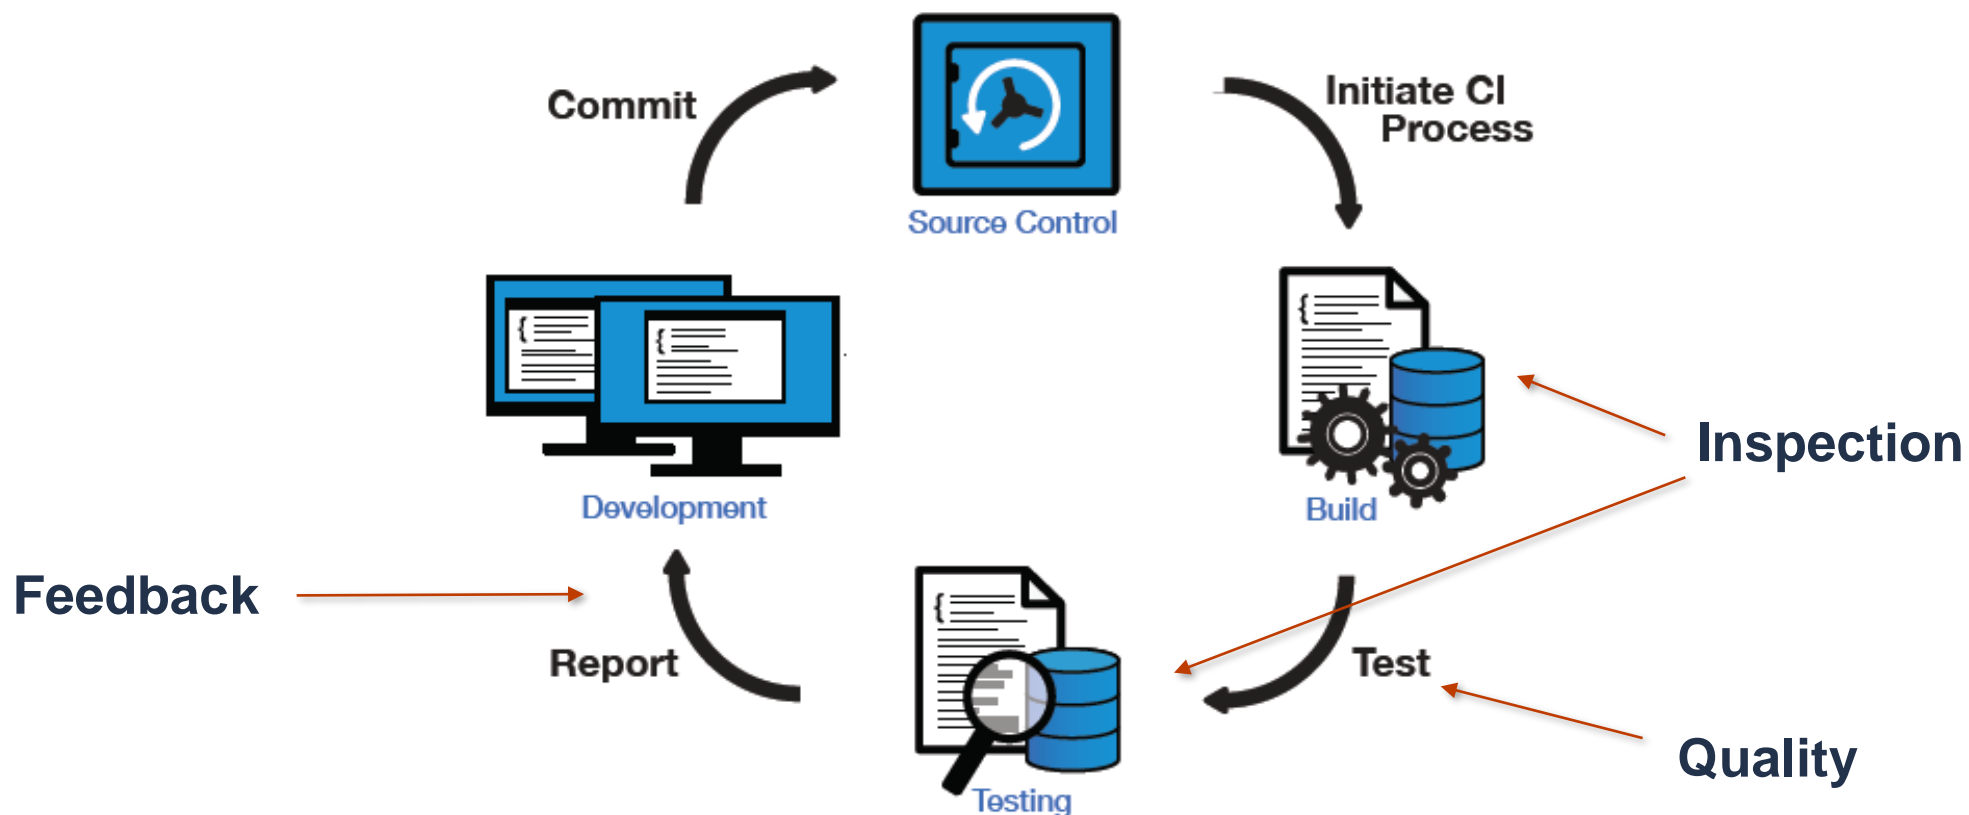 Commit
Initiate CI
Process
Source Control
Development
Build
Inspection
Feedback
Report
Test
Quality
Testing